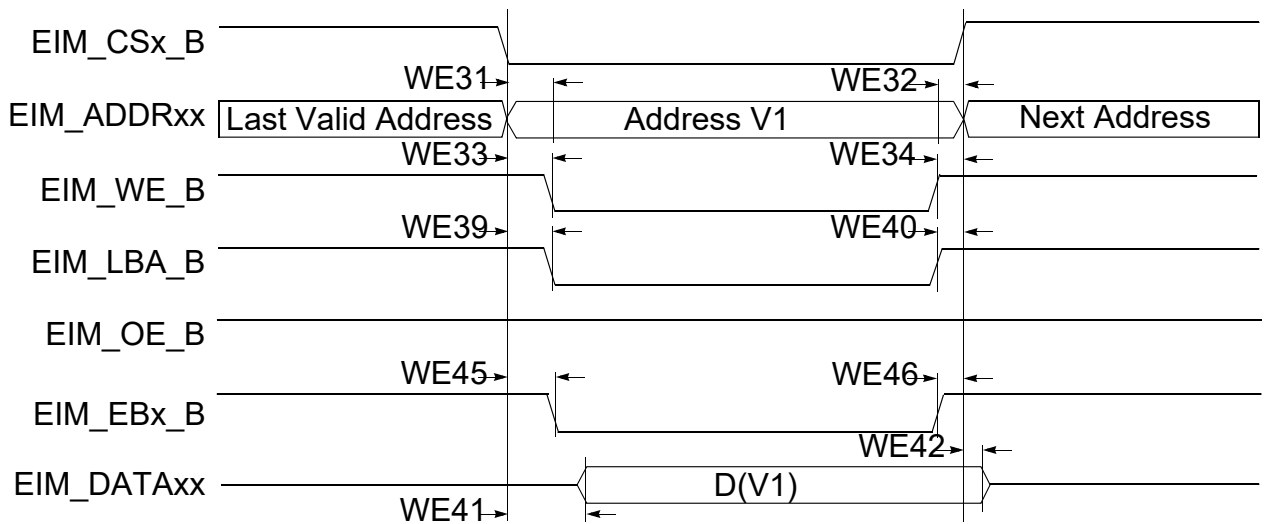 EIM_CSx_B
WE31 WE32
EIM_ADDRxx Last Valid Address Address V1 Next Address
WE33 WE34
EIM_WE_B
WE39 WE40
EIM_LBA_B
EIM_OE_B
WE45 WE46
EIM_EBx_B
WE42
EIM_DATAxx D(V1)
WE41